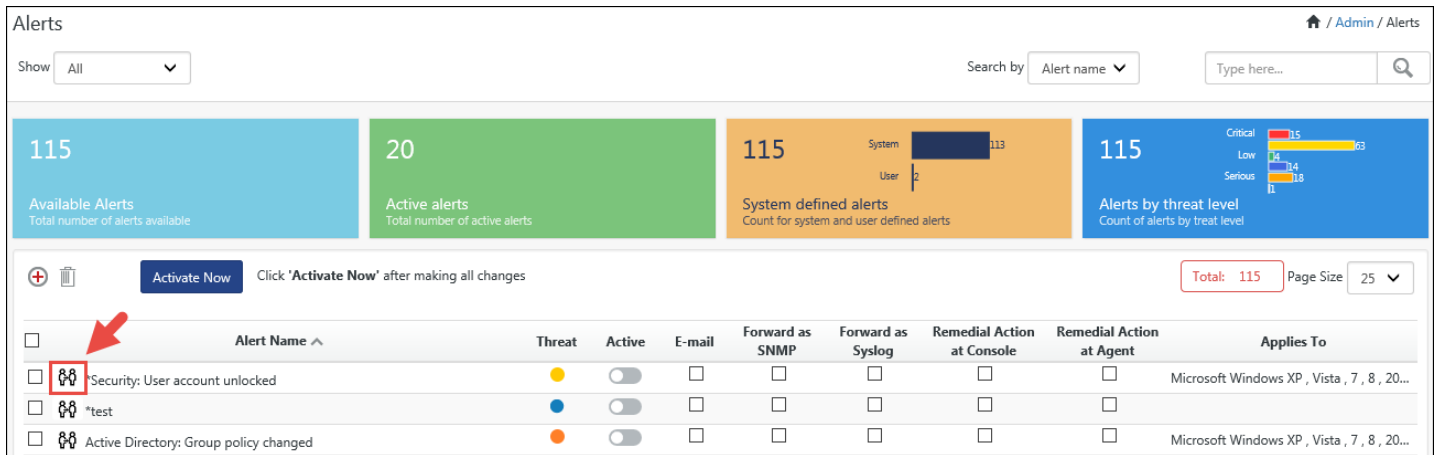 Alerts
/ Admin / Alerts
Show All
Search by Alert name
Type here...
115
Available Alerts
Total number of alerts available
20
Active alerts
Total number of active alerts
115
System 113
User 2
System defined alerts
Count for system and user defined alerts
115
Critical 15
63
Low 4
14
Serious 18
1
Alerts by threat level
Count of alerts by treat level
Activate Now Click 'Activate Now' after making all changes
Total: 115 Page Size 25
Alert Name Threat Active E-mail Forward as SNMP Forward as Syslog Remedial Action at Console Remedial Action at Agent Applies To
*Security: User account unlocked Microsoft Windows XP , Vista , 7 , 8 , 20...
*test
Active Directory: Group policy changed Microsoft Windows XP , Vista , 7 , 8 , 20...